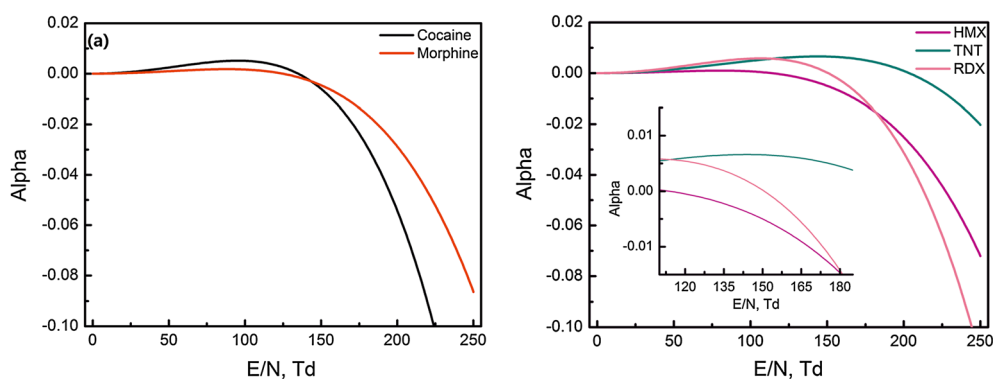 (a)
Cocaine
Morphine
0.02
0.00
-0.02
-0.04
-0.06
-0.08
-0.10
Alpha
0
50
100
150
200
250
E/N, Td
HMX
TNT
RDX
0.02
0.00
-0.02
-0.04
-0.06
-0.08
-0.10
Alpha
0.01
0.00
-0.01
Alpha
120
135
150
165
180
E/N, Td
0
50
100
150
200
250
E/N, Td